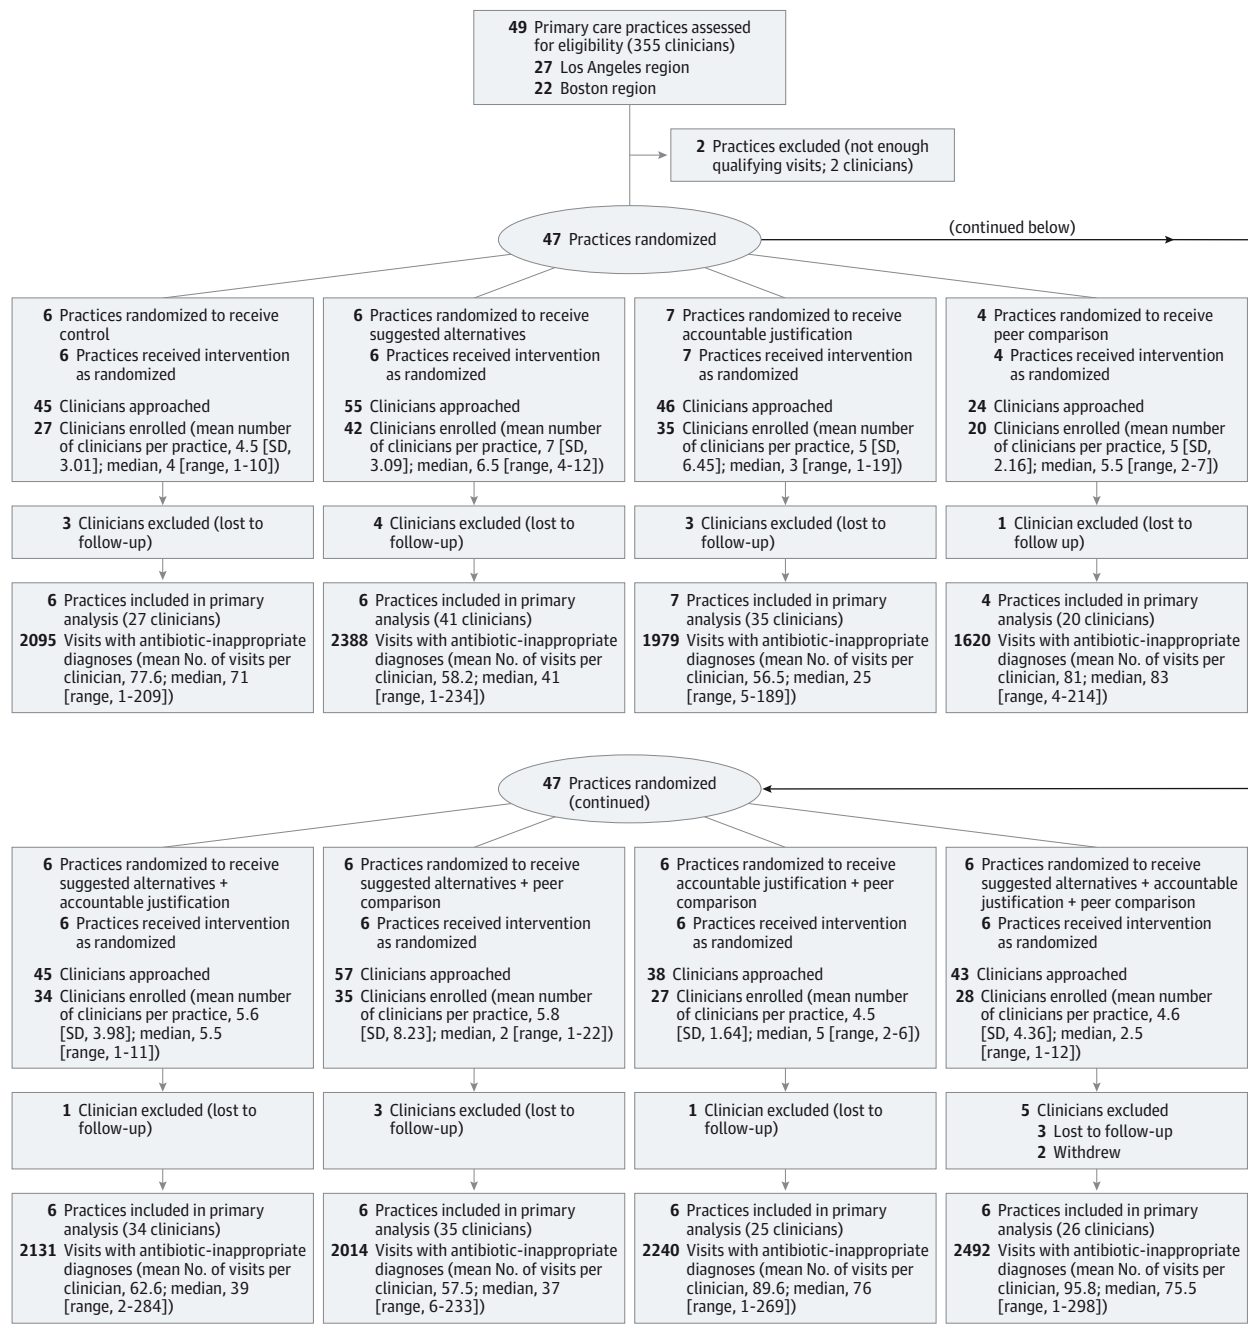 49 Primary care practices assessed
for eligibility (355 clinicians)
27 Los Angeles region
22 Boston region
2 Practices excluded (not enough
qualifying visits; 2 clinicians)
47 Practices randomized
(continued below)
6 Practices randomized to receive
control
6 Practices received intervention
as randomized
45 Clinicians approached
27 Clinicians enrolled (mean number
of clinicians per practice, 4.5 [SD,
3.01]; median, 4 [range, 1-10])
6 Practices randomized to receive
suggested alternatives
6 Practices received intervention
as randomized
55 Clinicians approached
42 Clinicians enrolled (mean number
of clinicians per practice, 7 [SD,
3.09]; median, 6.5 [range, 4-12])
7 Practices randomized to receive
accountable justification
7 Practices received intervention
as randomized
46 Clinicians approached
35 Clinicians enrolled (mean number
of clinicians per practice, 5 [SD,
6.45]; median, 3 [range, 1-19])
4 Practices randomized to receive
peer comparison
4 Practices received intervention
as randomized
24 Clinicians approached
20 Clinicians enrolled (mean number
of clinicians per practice, 5 [SD,
2.16]; median, 5.5 [range, 2-7])
3 Clinicians excluded (lost to
follow-up)
4 Clinicians excluded (lost to
follow-up)
3 Clinicians excluded (lost to
follow-up)
1 Clinician excluded (lost to
follow up)
6 Practices included in primary
analysis (27 clinicians)
2095 Visits with antibiotic-inappropriate
diagnoses (mean No. of visits per
clinician, 77.6; median, 71
[range, 1-209])
6 Practices included in primary
analysis (41 clinicians)
2388 Visits with antibiotic-inappropriate
diagnoses (mean No. of visits per
clinician, 58.2; median, 41
[range, 1-234])
7 Practices included in primary
analysis (35 clinicians)
1979 Visits with antibiotic-inappropriate
diagnoses (mean No. of visits per
clinician, 56.5; median, 25
[range, 5-189])
4 Practices included in primary
analysis (20 clinicians)
1620 Visits with antibiotic-inappropriate
diagnoses (mean No. of visits per
clinician, 81; median, 83
[range, 4-214])
47 Practices randomized
(continued)
6 Practices randomized to receive
suggested alternatives +
accountable justification
6 Practices received intervention
as randomized
45 Clinicians approached
34 Clinicians enrolled (mean number
of clinicians per practice, 5.6
[SD, 3.98]; median, 5.5
[range, 1-11])
6 Practices randomized to receive
suggested alternatives + peer
comparison
6 Practices received intervention
as randomized
57 Clinicians approached
35 Clinicians enrolled (mean number
of clinicians per practice, 5.8
[SD, 8.23]; median, 2 [range, 1-22])
6 Practices randomized to receive
accountable justification + peer
comparison
6 Practices received intervention
as randomized
38 Clinicians approached
27 Clinicians enrolled (mean number
of clinicians per practice, 4.5
[SD, 1.64]; median, 5 [range, 2-6])
6 Practices randomized to receive
suggested alternatives + accountable
justification + peer comparison
6 Practices received intervention
as randomized
43 Clinicians approached
28 Clinicians enrolled (mean number
of clinicians per practice, 4.6
[SD, 4.36]; median, 2.5
[range, 1-12])
1 Clinician excluded (lost to
follow-up)
3 Clinicians excluded (lost to
follow-up)
1 Clinician excluded (lost to
follow-up)
5 Clinicians excluded
3 Lost to follow-up
2 Withdrew
6 Practices included in primary
analysis (34 clinicians)
2131 Visits with antibiotic-inappropriate
diagnoses (mean No. of visits per
clinician, 62.6; median, 39
[range, 2-284])
6 Practices included in primary
analysis (35 clinicians)
2014 Visits with antibiotic-inappropriate
diagnoses (mean No. of visits per
clinician, 57.5; median, 37
[range, 6-233])
6 Practices included in primary
analysis (25 clinicians)
2240 Visits with antibiotic-inappropriate
diagnoses (mean No. of visits per
clinician, 89.6; median, 76
[range, 1-269])
6 Practices included in primary
analysis (26 clinicians)
2492 Visits with antibiotic-inappropriate
diagnoses (mean No. of visits per
clinician, 95.8; median, 75.5
[range, 1-298])